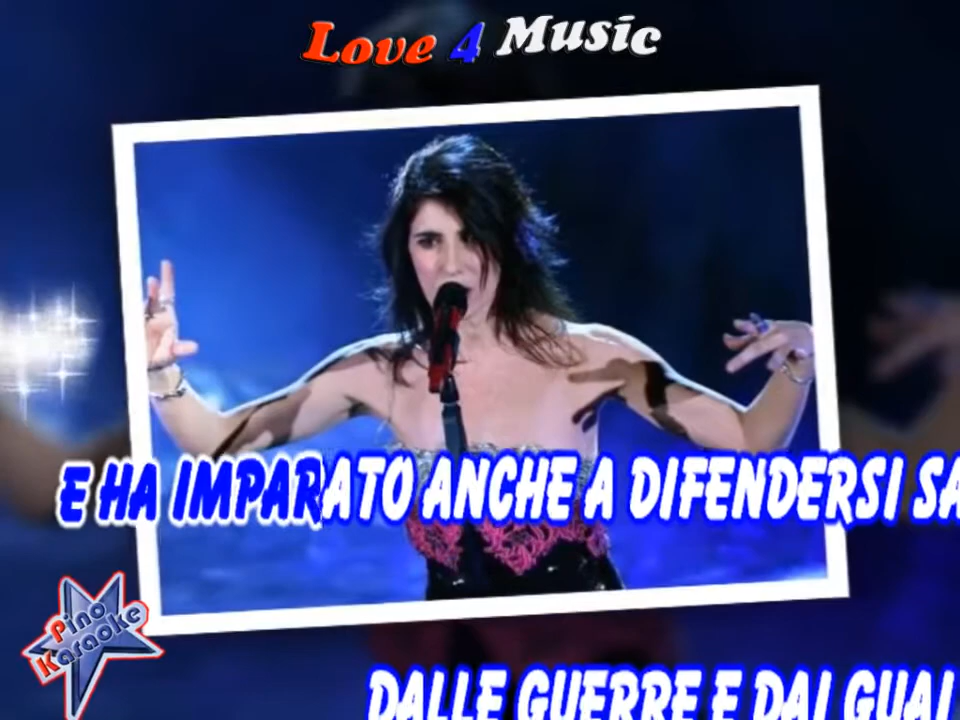 Love 4 Music
E HA IMPARATO ANCHE A DIFENDERSI SA
Pino
Karaoke
DALLE GUERRE E DAI GUAI